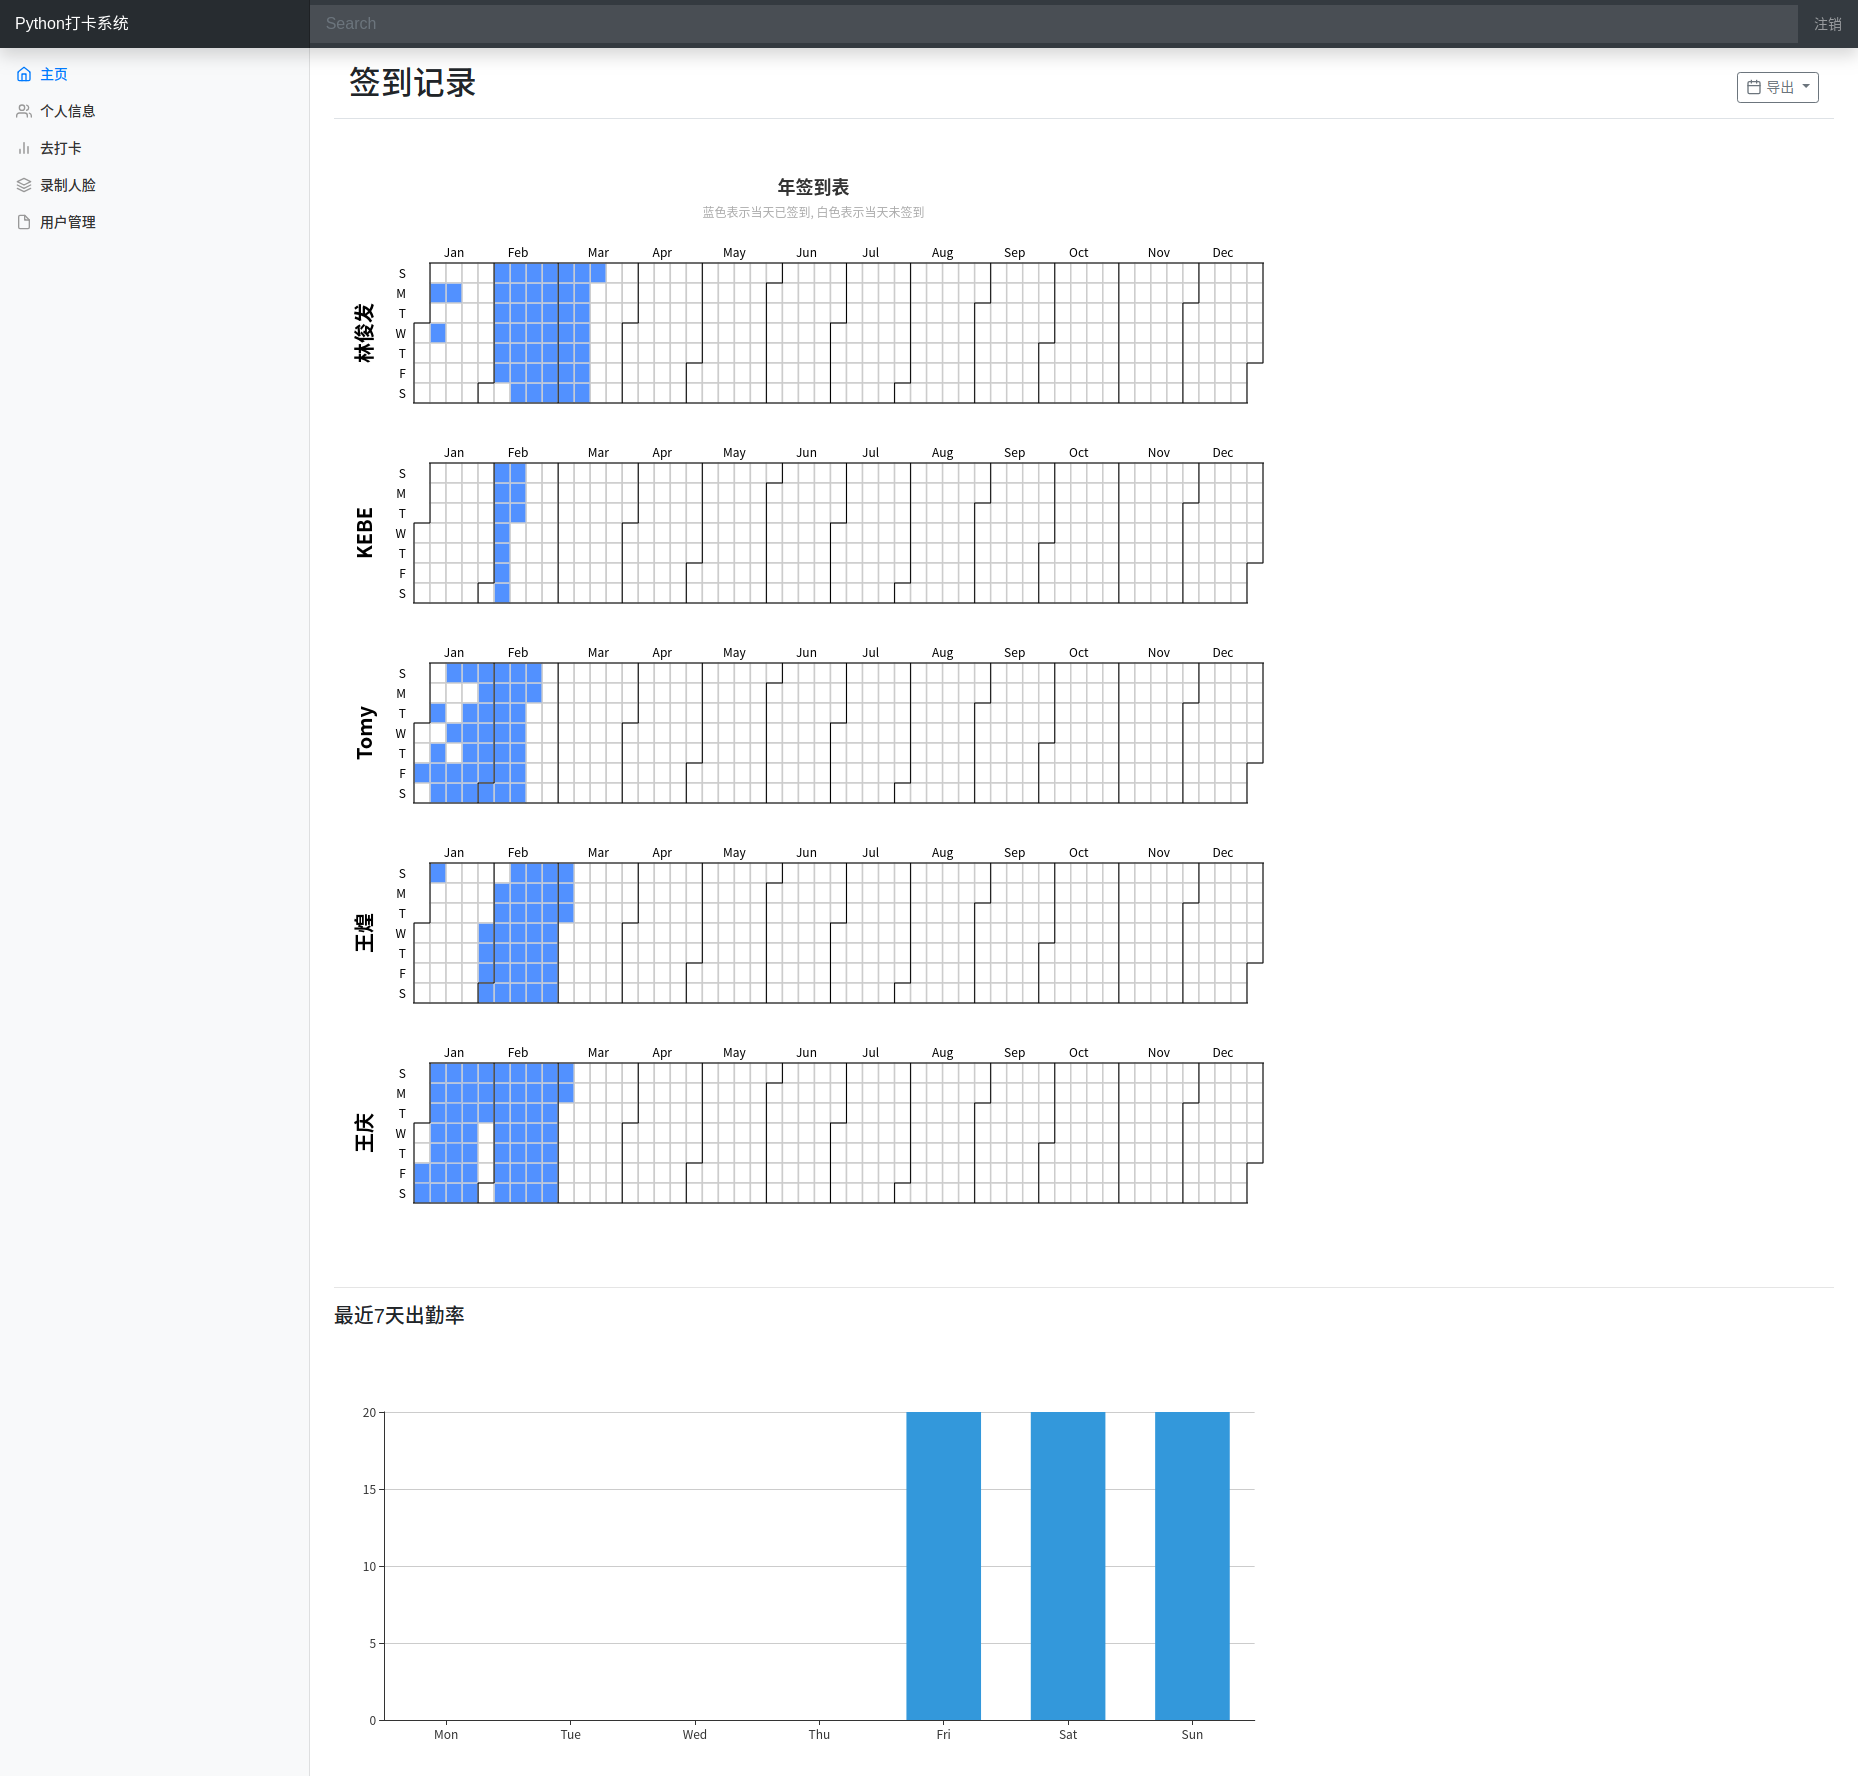 Python打卡系统
Search
注销
主页
个人信息
去打卡
录制人脸
用户管理
签到记录
导出
年签到表
蓝色表示当天已签到, 白色表示当天未签到
Jan Feb Mar Apr May Jun Jul Aug Sep Oct Nov Dec
S
M
T
W
T
F
S
林俊发
Jan Feb Mar Apr May Jun Jul Aug Sep Oct Nov Dec
S
M
T
W
T
F
S
KEBE
Jan Feb Mar Apr May Jun Jul Aug Sep Oct Nov Dec
S
M
T
W
T
F
S
Tomy
Jan Feb Mar Apr May Jun Jul Aug Sep Oct Nov Dec
S
M
T
W
T
F
S
王煌
Jan Feb Mar Apr May Jun Jul Aug Sep Oct Nov Dec
S
M
T
W
T
F
S
王庆
最近7天出勤率
20
15
10
5
0
Mon Tue Wed Thu Fri Sat Sun